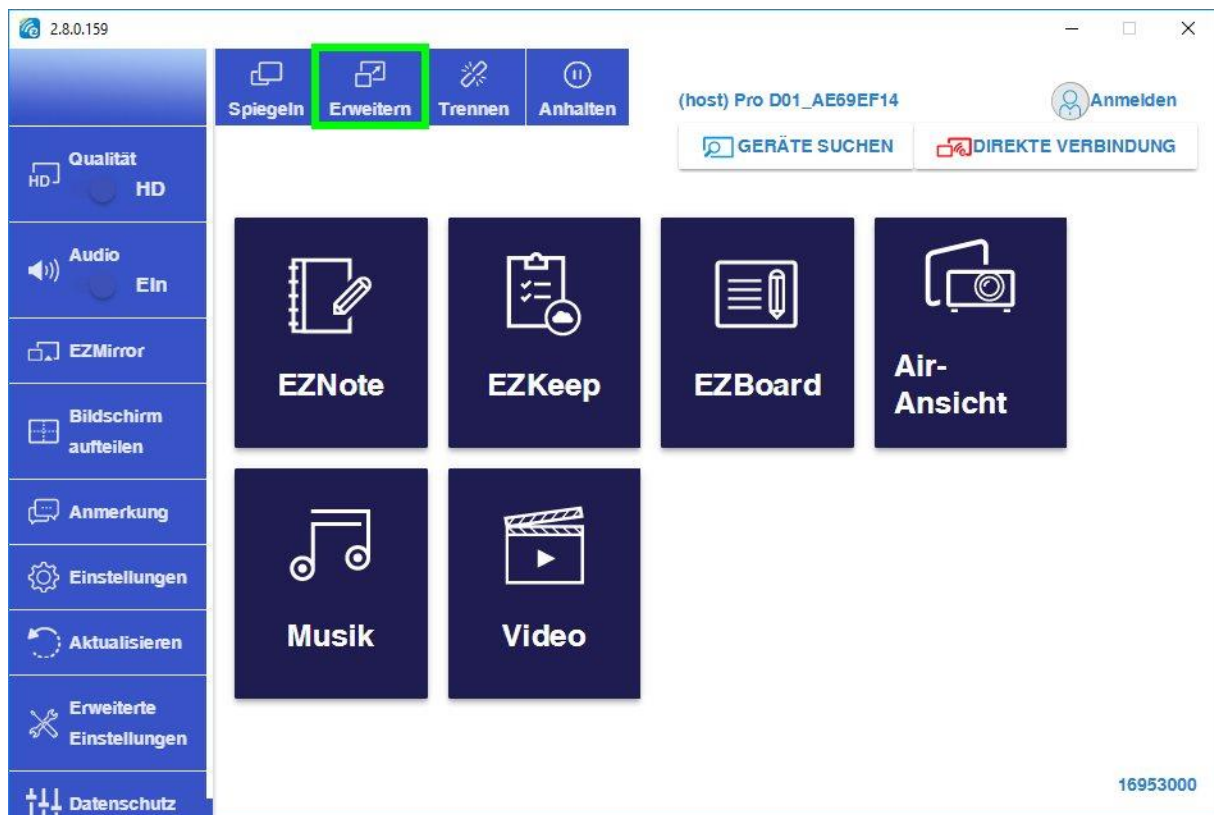 2.8.0.159
Spiegeln
Erweitern
Trennen
Anhalten
(host) Pro D01_AE69EF14
Anmelden
GERÄTE SUCHEN
DIREKTE VERBINDUNG
HD
Qualität
HD
Audio
EIn
EZMirror
Bildschirm
aufteilen
Anmerkung
Einstellungen
Aktualisieren
Erweiterte
Einstellungen
Datenschutz
EZNote
EZKeep
EZBoard
Air-
Ansicht
Musik
Video
16953000